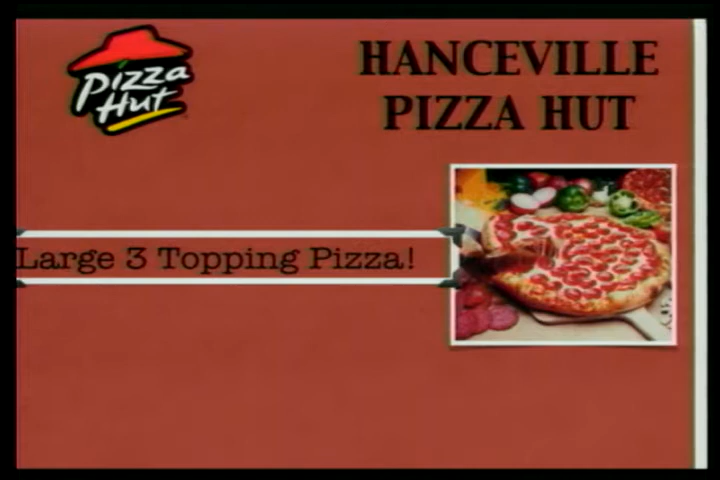 Pizza
Hut
HANCEVILLE
PIZZA HUT
Large 3 Topping Pizza!